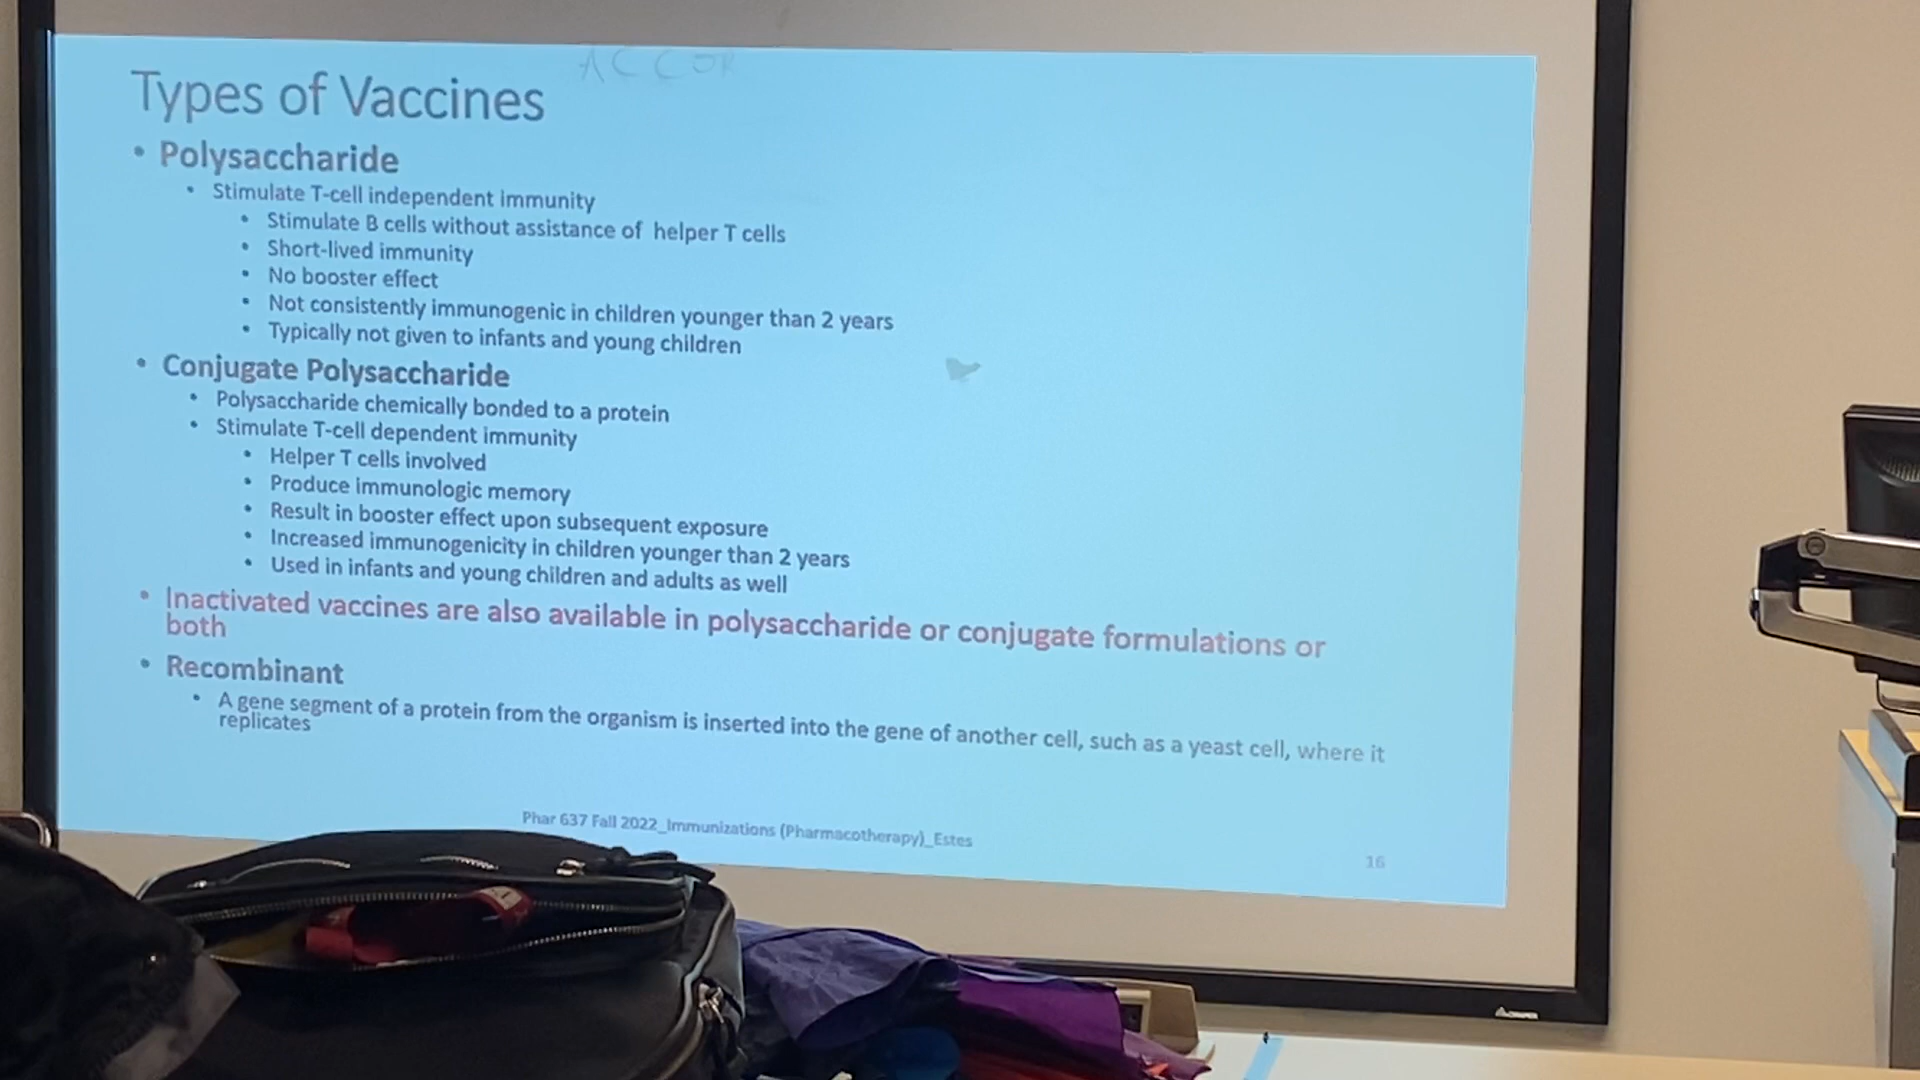 ACCOR
Types of Vaccines
• Polysaccharide
• Stimulate T-cell independent immunity
• Stimulate B cells without assistance of helper T cells
• Short-lived immunity
• No booster effect
• Not consistently immunogenic in children younger than 2 years
• Typically not given to infants and young children
• Conjugate Polysaccharide
• Polysaccharide chemically bonded to a protein
• Stimulate T-cell dependent immunity
• Helper T cells involved
• Produce immunologic memory
• Result in booster effect upon subsequent exposure
• Increased immunogenicity in children younger than 2 years
• Used in infants and young children and adults as well
• Inactivated vaccines are also available in polysaccharide or conjugate formulations or
both
• Recombinant
• A gene segment of a protein from the organism is inserted into the gene of another cell, such as a yeast cell, where it
replicates
Phar 637 Fall 2022_Immunizations (Pharmacotherapy)_Estes
16